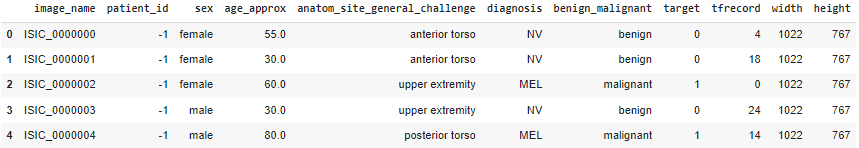 image_name patient_id sex age_approx anatom_site_general_challenge diagnosis benign_malignant target tfrecord width height
0 ISIC_0000000 -1 female 55.0 anterior torso NV benign 0 4 1022 767
1 ISIC_0000001 -1 female 30.0 anterior torso NV benign 0 18 1022 767
2 ISIC_0000002 -1 female 60.0 upper extremity MEL malignant 1 0 1022 767
3 ISIC_0000003 -1 male 30.0 upper extremity NV benign 0 24 1022 767
4 ISIC_0000004 -1 male 80.0 posterior torso MEL malignant 1 14 1022 767